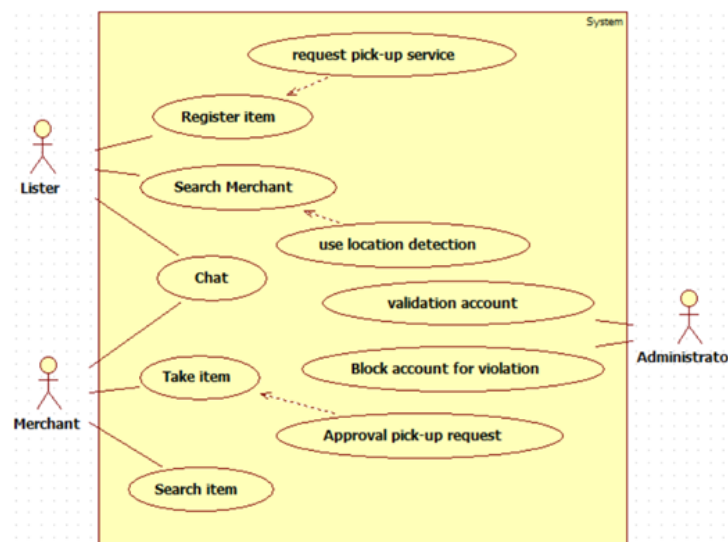 System
request pick-up service
Register item
Lister
Search Merchant
use location detection
Chat
validation account
Administrato
Block account for violation
Take item
Merchant
Approval pick-up request
Search item